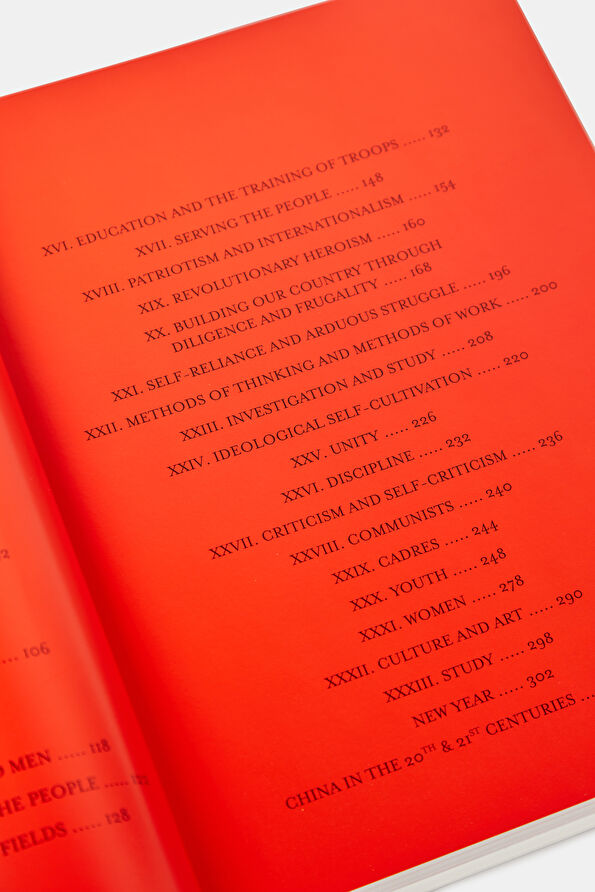 ..... 106
D MEN ..... 118
HE PEOPLE ..... 122
FIELDS ..... 128
XVI. EDUCATION AND THE TRAINING OF TROOPS ..... 132
XVII. SERVING THE PEOPLE ..... 148
XVIII. PATRIOTISM AND INTERNATIONALISM ..... 154
XIX. REVOLUTIONARY HEROISM ..... 160
XX. BUILDING OUR COUNTRY THROUGH
DILIGENCE AND FRUGALITY ..... 168
XXI. SELF-RELIANCE AND ARDUOUS STRUGGLE ..... 196
XXII. METHODS OF THINKING AND METHODS OF WORK ..... 200
XXIII. INVESTIGATION AND STUDY ..... 208
XXIV. IDEOLOGICAL SELF-CULTIVATION ..... 220
XXV. UNITY ..... 226
XXVI. DISCIPLINE ..... 232
XXVII. CRITICISM AND SELF-CRITICISM ..... 236
XXVIII. COMMUNISTS ..... 240
XXIX. CADRES ..... 244
XXX. YOUTH ..... 248
XXXI. WOMEN ..... 278
XXXII. CULTURE AND ART ..... 290
XXXIII. STUDY ..... 298
NEW YEAR ..... 302
CHINA IN THE 20TH & 21ST CENTURIES ...